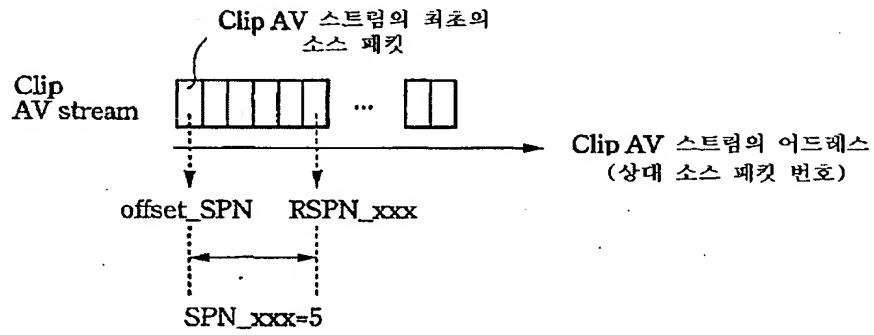 Clip AV 스트림의 최초의
소스 패킷
Clip
AV stream
...
Clip AV 스트림의 어드레스
(상대 소스 패킷 번호)
offset_SPN
RSPN_xxx
SPN_xxx=5